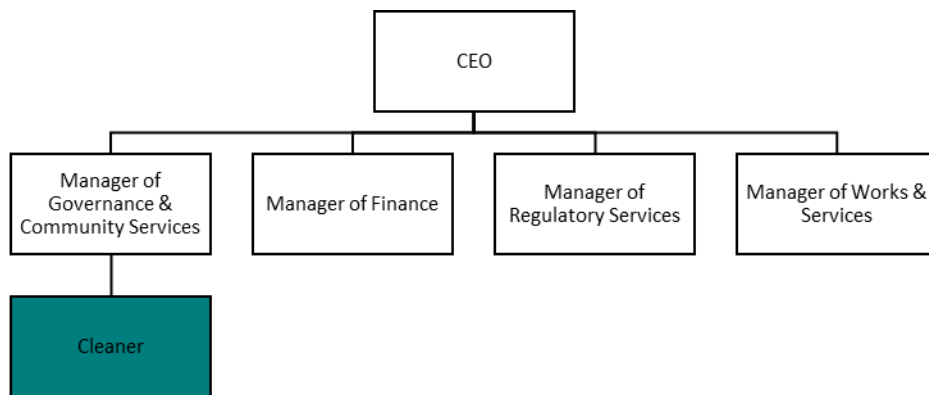 CEO
Manager of
Governance &
Community Services
Manager of Finance
Manager of
Regulatory Services
Manager of Works &
Services
Cleaner